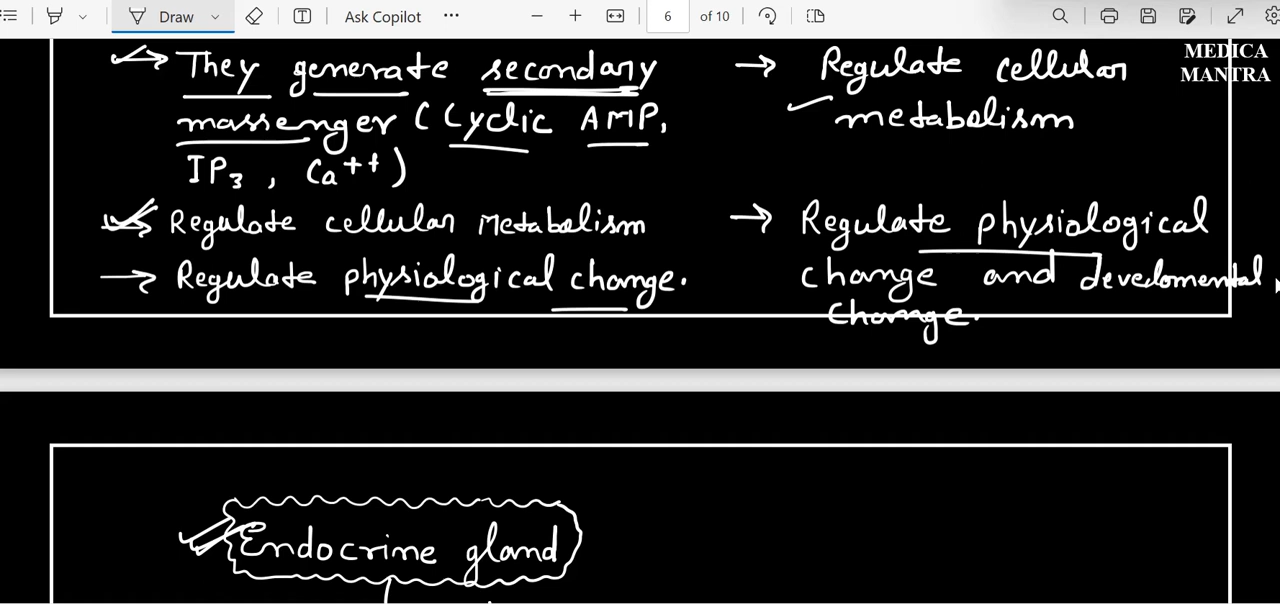 Draw
Ask Copilot
6 of 10
MEDICA
MANTRA
→ They generate secondary
massenger (Cyclic AMP,
IP3, Ca++)
→ Regulate cellular Metabolism
→ Regulate physiological change.
→ Regulate cellular
metabolism
→ Regulate physiological
change and devedomental
change.
Endocrine gland